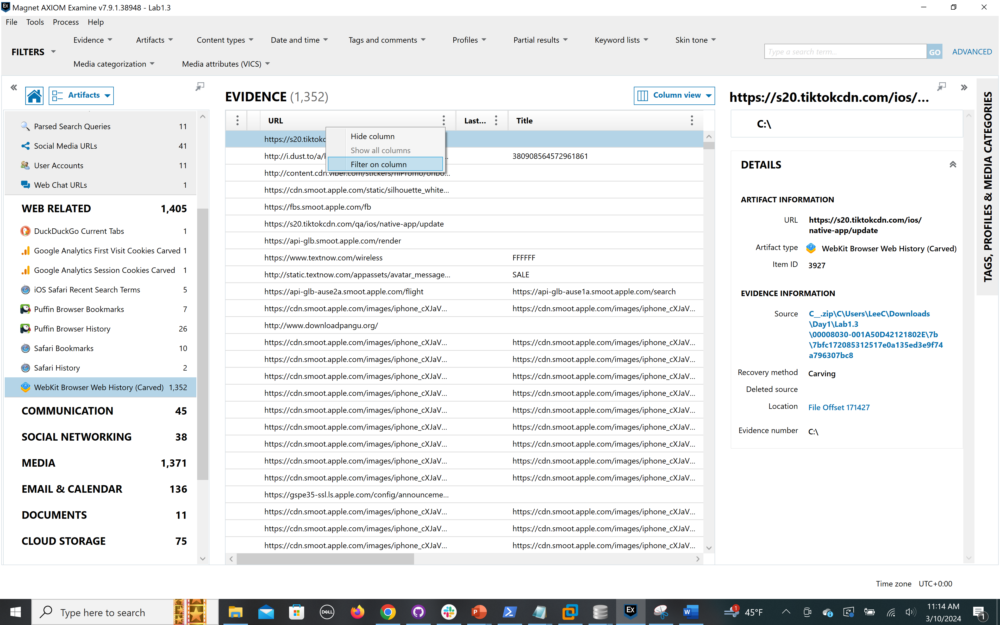 Magnet AXIOM Examine v7.9.1.38948 - Lab1.3
File Tools Process Help
FILTERS
Evidence Artifacts Content types Date and time Tags and comments Profiles Partial results Keyword lists Skin tone
Media categorization Media attributes (VICS)
Type a search term...
GO
ADVANCED
Artifacts
Parsed Search Queries 11
Social Media URLs 41
User Accounts 11
Web Chat URLs 1
WEB RELATED 1,405
DuckDuckGo Current Tabs 1
Google Analytics First Visit Cookies Carved 1
Google Analytics Session Cookies Carved 1
iOS Safari Recent Search Terms 5
Puffin Browser Bookmarks 7
Puffin Browser History 26
Safari Bookmarks 10
Safari History 2
WebKit Browser Web History (Carved) 1,352
COMMUNICATION 45
SOCIAL NETWORKING 38
MEDIA 1,371
EMAIL & CALENDAR 136
DOCUMENTS 11
CLOUD STORAGE 75
EVIDENCE (1,352)
Column view
URL Last... Title
Hide column
Show all columns
Filter on column
https://s20.tiktokc
http://i.dust.to/a/ 380908564572961861
http://content.cdn.viber.com/stickers/hiPromo/onbo...
https://cdn.smoot.apple.com/static/silhouette_white...
https://fbs.smoot.apple.com/fb
https://s20.tiktokcdn.com/qa/ios/native-app/update
https://api-glb.smoot.apple.com/render
https://www.textnow.com/wireless FFFFFF
http://static.textnow.com/appassets/avatar_message... SALE
https://api-glb-ause2a.smoot.apple.com/flight https://api-glb-ause1a.smoot.apple.com/search
https://cdn.smoot.apple.com/images/iphone_cXJaV... https://cdn.smoot.apple.com/images/iphone_cXJaV...
http://www.downloadpangu.org/
https://cdn.smoot.apple.com/images/iphone_cXJaV... https://cdn.smoot.apple.com/images/iphone_cXJaV...
https://cdn.smoot.apple.com/images/iphone_cXJaV... https://cdn.smoot.apple.com/images/iphone_cXJaV...
https://cdn.smoot.apple.com/images/iphone_cXJaV... https://cdn.smoot.apple.com/images/iphone_cXJaV...
https://cdn.smoot.apple.com/images/iphone_cXJaV... https://cdn.smoot.apple.com/images/iphone_cXJaV...
https://cdn.smoot.apple.com/images/iphone_cXJaV... https://cdn.smoot.apple.com/images/iphone_cXJaV...
https://cdn.smoot.apple.com/images/iphone_cXJaV... https://cdn.smoot.apple.com/images/iphone_cXJaV...
https://cdn.smoot.apple.com/images/iphone_cXJaV... https://cdn.smoot.apple.com/images/iphone_cXJaV...
https://cdn.smoot.apple.com/images/iphone_cXJaV... https://cdn.smoot.apple.com/images/iphone_cXJaV...
https://cdn.smoot.apple.com/images/iphone_cXJaV... https://cdn.smoot.apple.com/images/iphone_cXJaV...
https://gspe35-ssl.ls.apple.com/config/announceme...
https://cdn.smoot.apple.com/images/iphone_cXJaV... https://cdn.smoot.apple.com/images/iphone_cXJaV...
https://cdn.smoot.apple.com/images/iphone_cXJaV... https://cdn.smoot.apple.com/images/iphone_cXJaV...
https://cdn.smoot.apple.com/images/iphone_cXJaV... https://cdn.smoot.apple.com/images/iphone_cXJaV...
https://s20.tiktokcdn.com/ios/...
C:\
DETAILS
ARTIFACT INFORMATION
URL https://s20.tiktokcdn.com/ios/
native-app/update
Artifact type WebKit Browser Web History (Carved)
Item ID 3927
EVIDENCE INFORMATION
Source C__.zip\C\Users\LeeC\Downloads
\Day1\Lab1.3
\00008030-001A50D42121802E\7b
\7bfc172085312517e0a135ed3e9f74
a796307bc8
Recovery method Carving
Deleted source
Location File Offset 171427
Evidence number C:\
TAGS, PROFILES & MEDIA CATEGORIES
Time zone UTC+0:00
Type here to search
DELL
EX
45°F
1
11:14 AM
3/10/2024
1